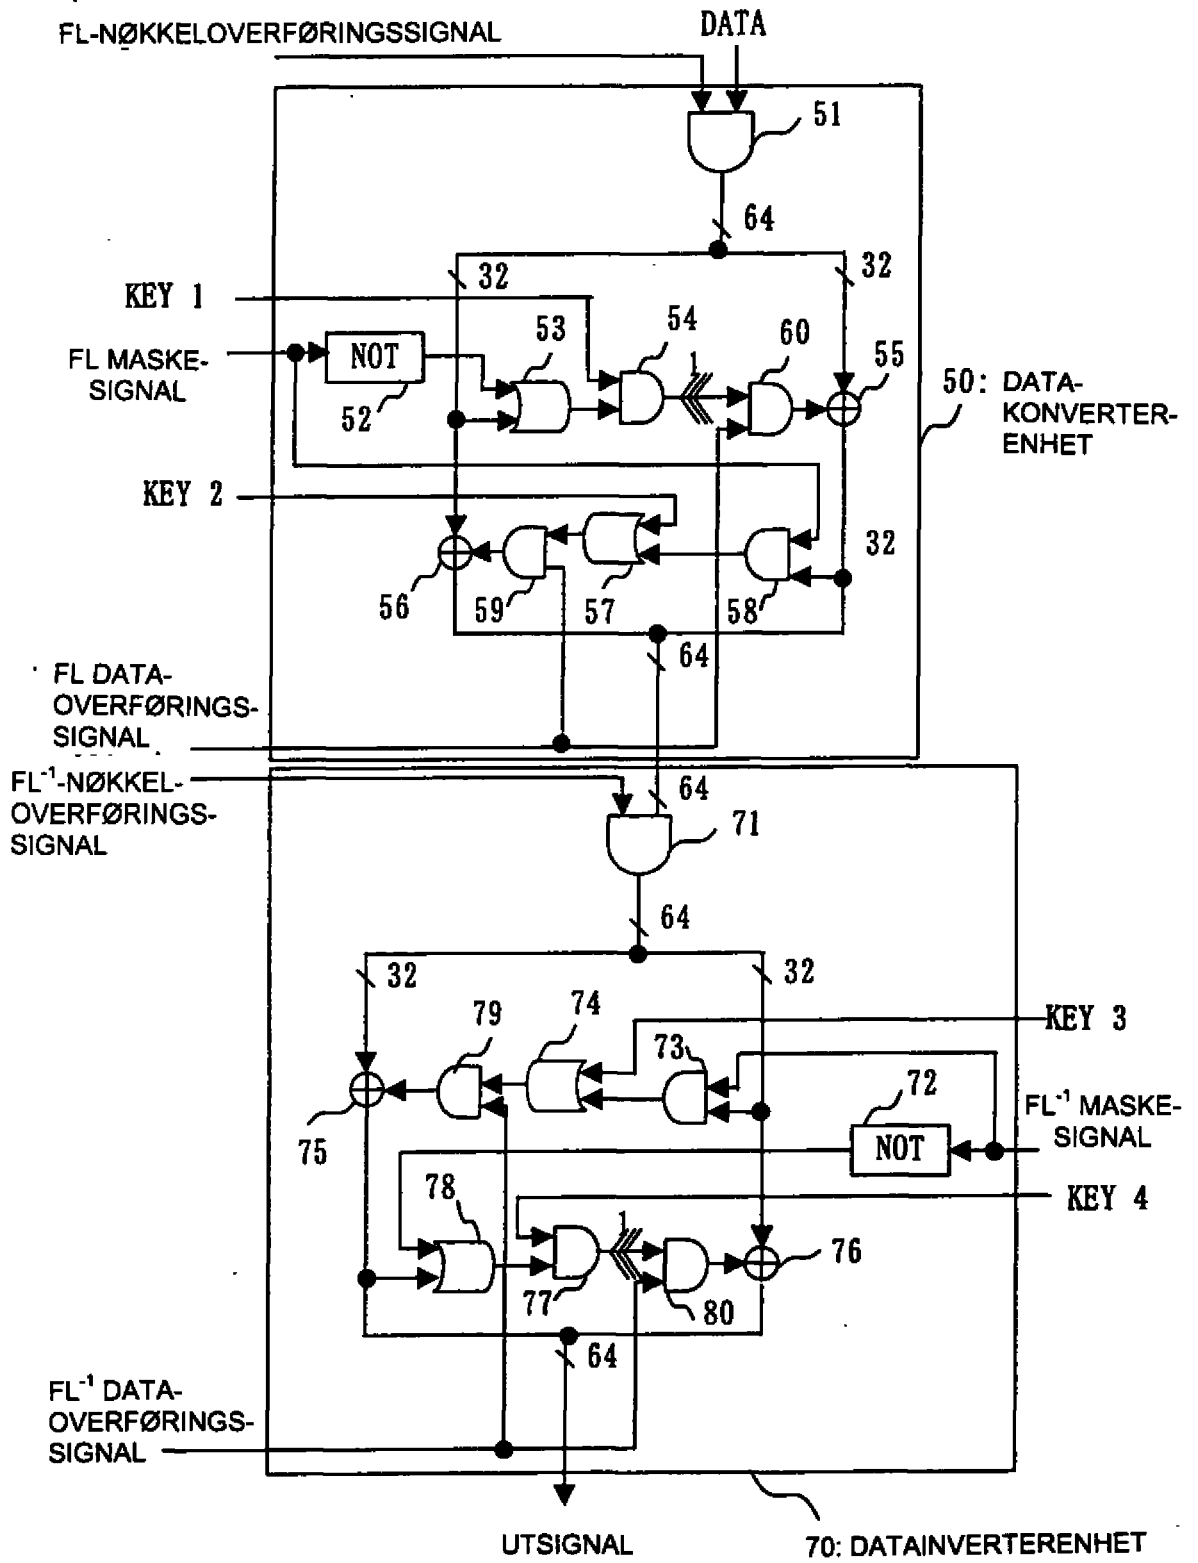 FL-NØKKELOVERFØRINGSSIGNAL
DATA
51
64
32
32
KEY 1
53
54
1
60
55
FL MASKE-
SIGNAL
NOT
52
50: DATA-
KONVERTER-
ENHET
KEY 2
32
56
59
57
58
64
FL DATA-
OVERFØRINGS-
SIGNAL
FL⁻¹-NØKKEL-
OVERFØRINGS-
SIGNAL
64
71
64
32
32
79
74
73
KEY 3
72
FL⁻¹ MASKE-
SIGNAL
75
NOT
78
1
KEY 4
76
77
80
64
FL⁻¹ DATA-
OVERFØRINGS-
SIGNAL
UTSIGNAL
70: DATAINVERTERENHET